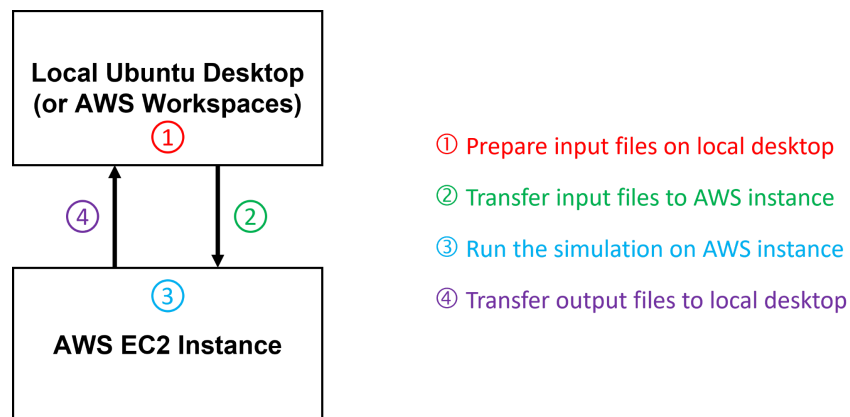 Local Ubuntu Desktop
(or AWS Workspaces)
①
④
②
③
AWS EC2 Instance
① Prepare input files on local desktop
② Transfer input files to AWS instance
③ Run the simulation on AWS instance
④ Transfer output files to local desktop